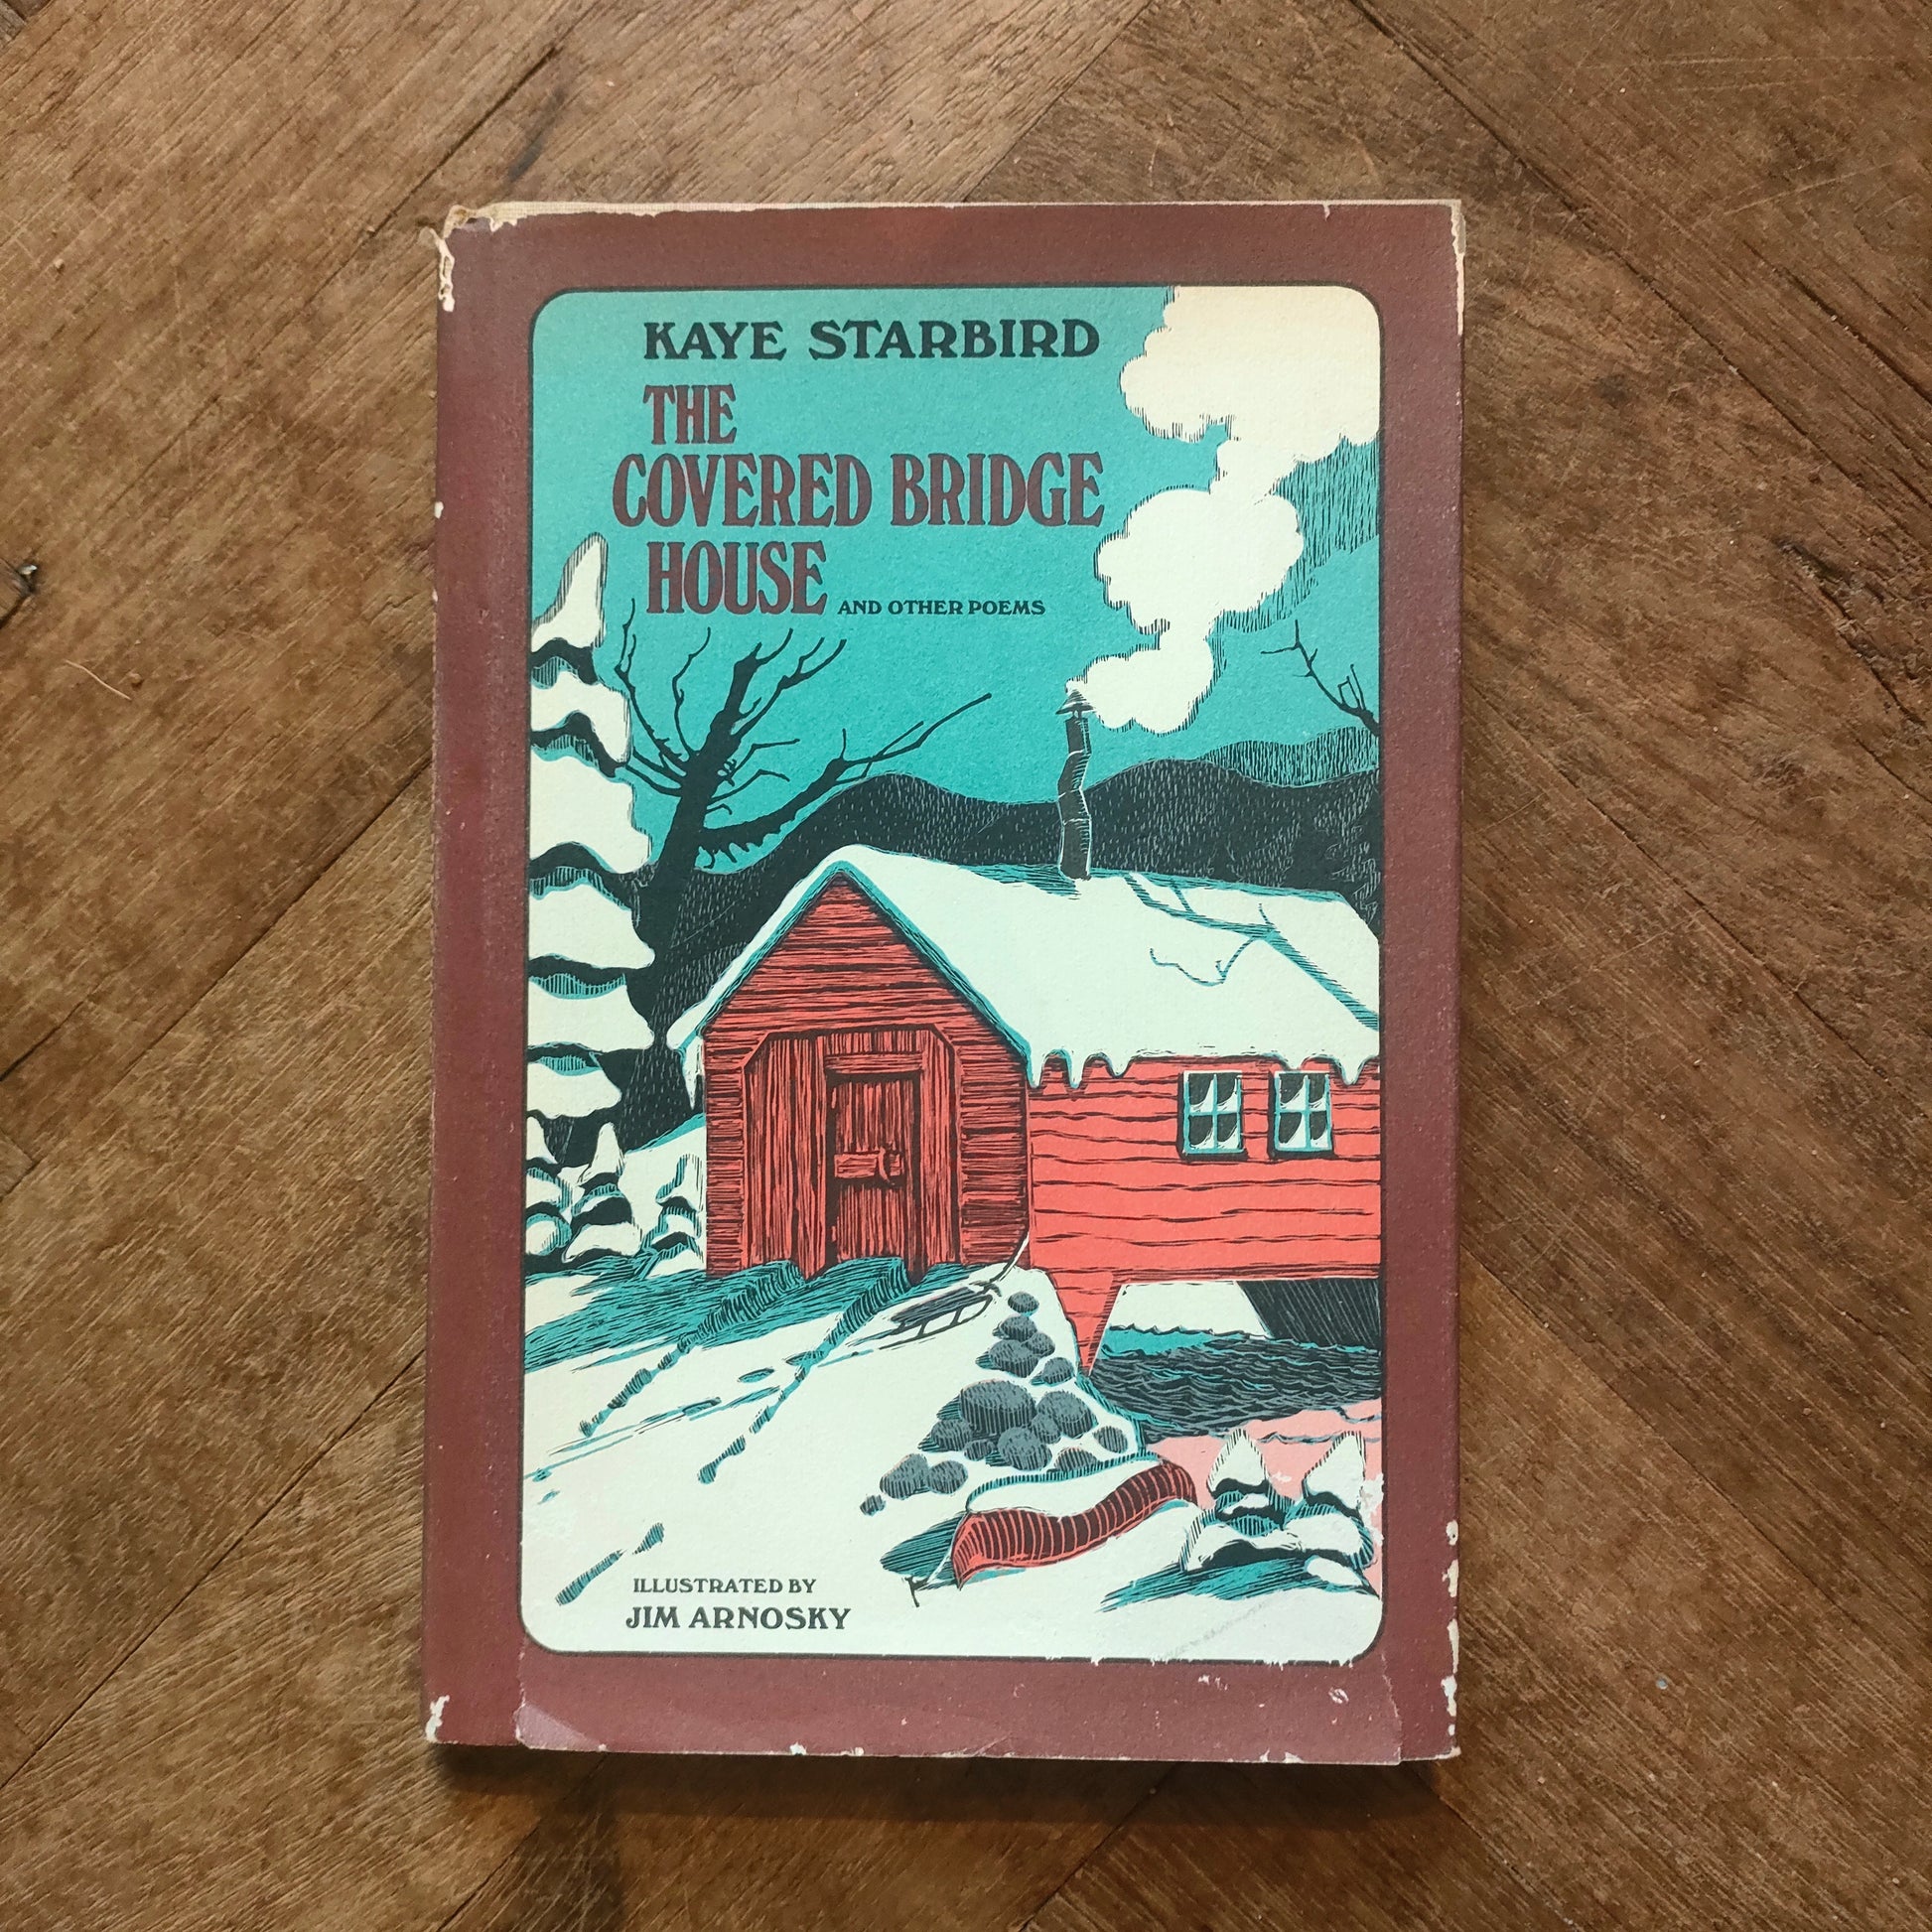 KAYE STARBIRD
THE
COVERED BRIDGE
HOUSE AND OTHER POEMS
ILLUSTRATED BY
JIM ARNOSKY